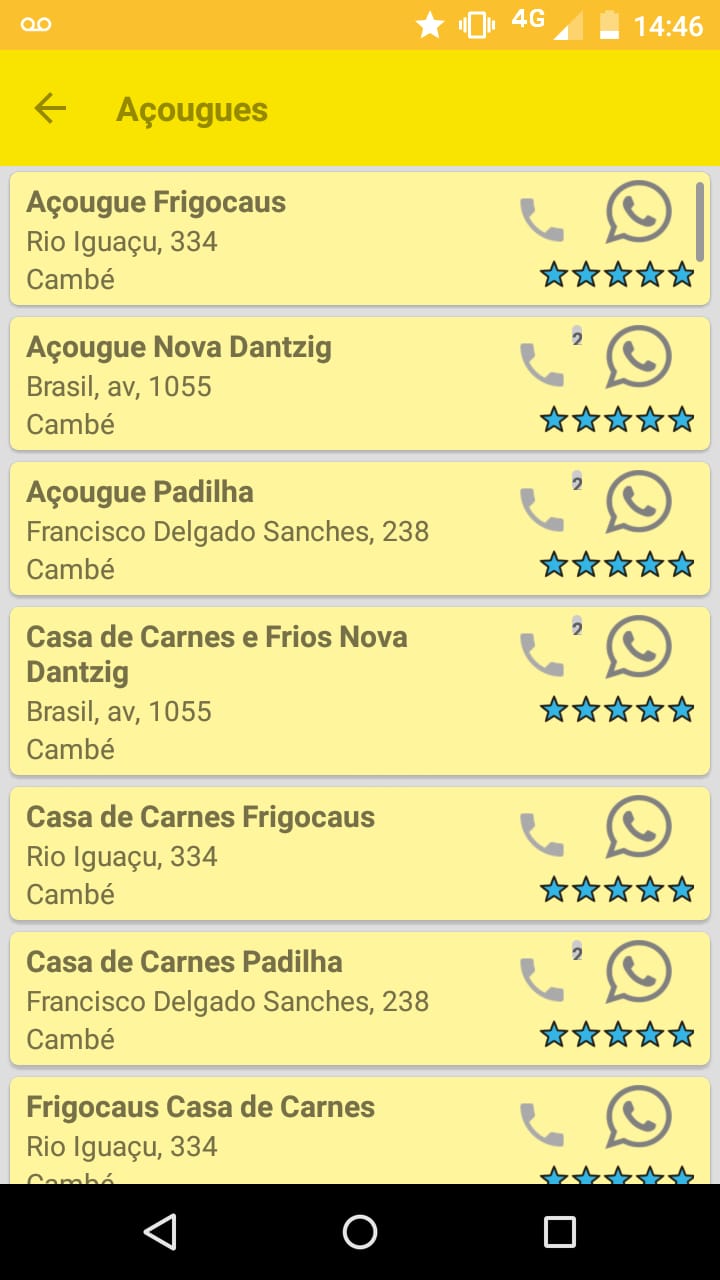 4G 14:46
Açougues
Açougue Frigocaus
Rio Iguaçu, 334
Cambé
Açougue Nova Dantzig
2
Brasil, av, 1055
Cambé
Açougue Padilha
2
Francisco Delgado Sanches, 238
Cambé
Casa de Carnes e Frios Nova
Dantzig
2
Brasil, av, 1055
Cambé
Casa de Carnes Frigocaus
Rio Iguaçu, 334
Cambé
Casa de Carnes Padilha
2
Francisco Delgado Sanches, 238
Cambé
Frigocaus Casa de Carnes
Rio Iguaçu, 334
Cambé